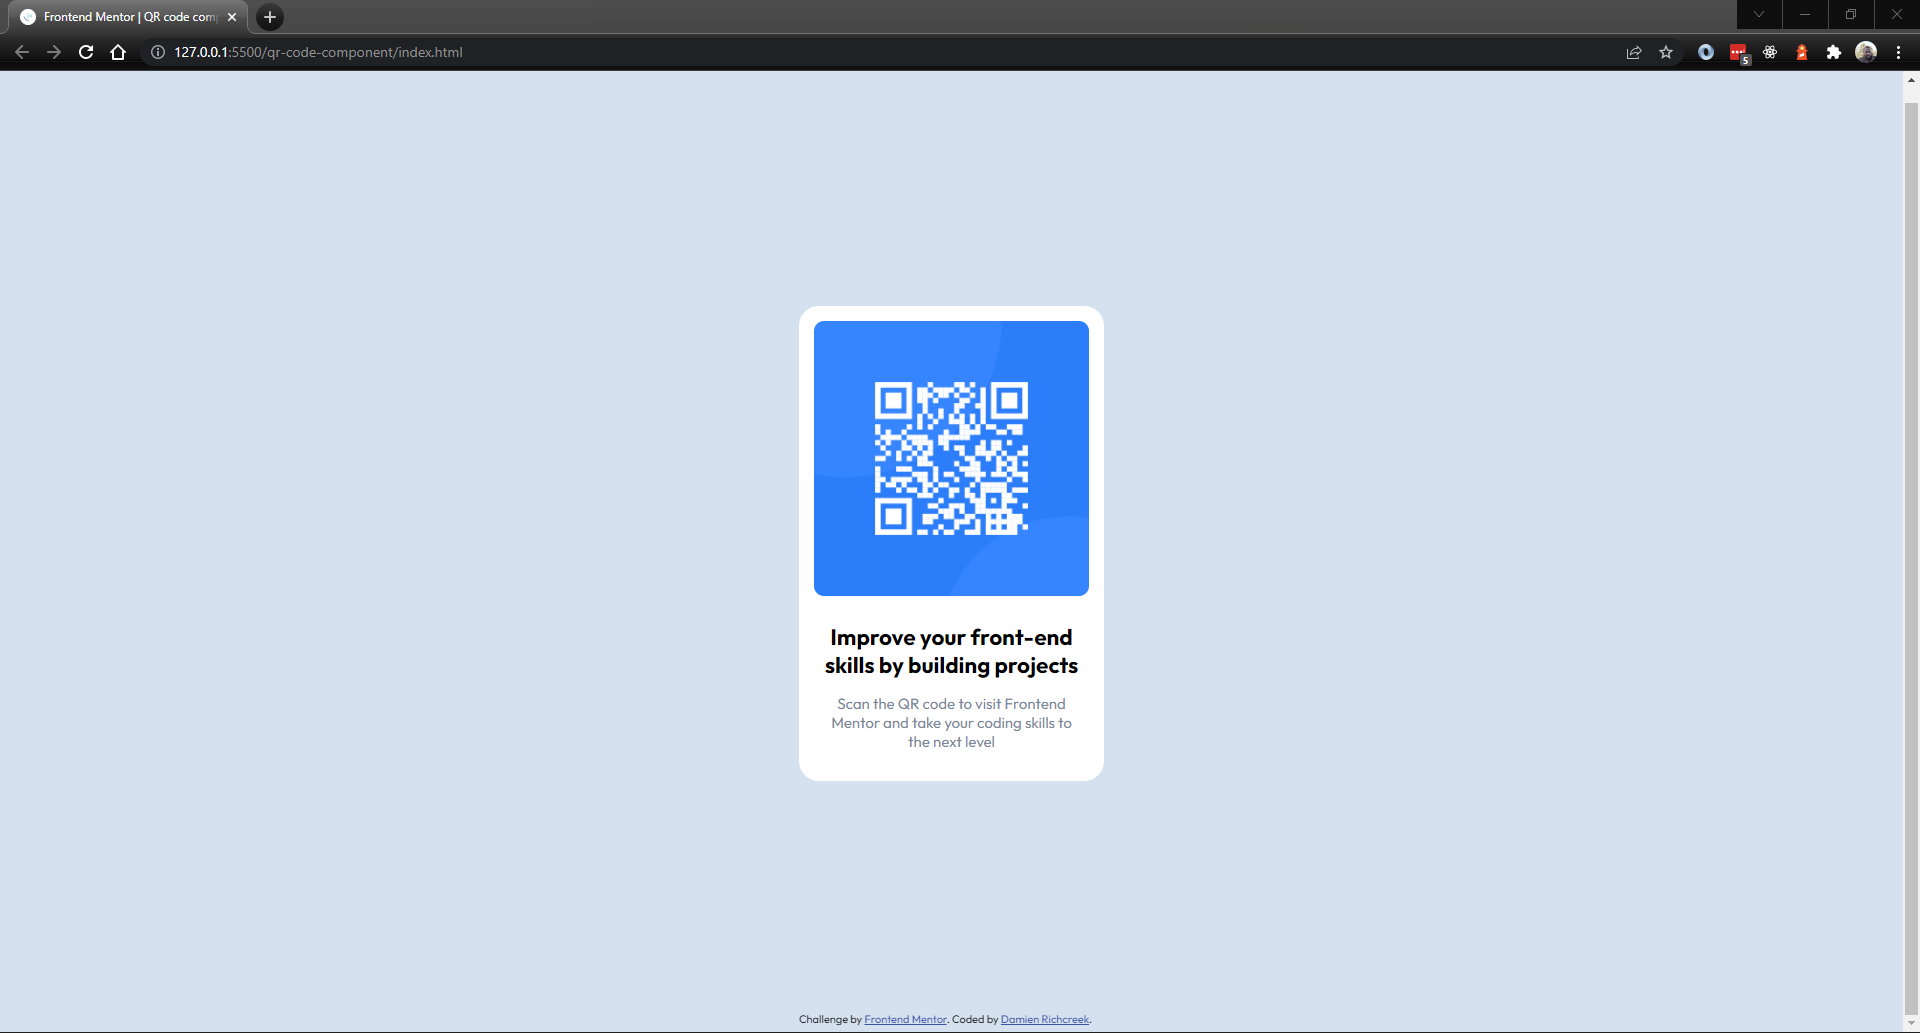 Frontend Mentor | QR code com
127.0.0.1:5500/qr-code-component/index.html
5
Improve your front-end
skills by building projects
Scan the QR code to visit Frontend
Mentor and take your coding skills to
the next level
Challenge by Frontend Mentor. Coded by Damien Richcreek.